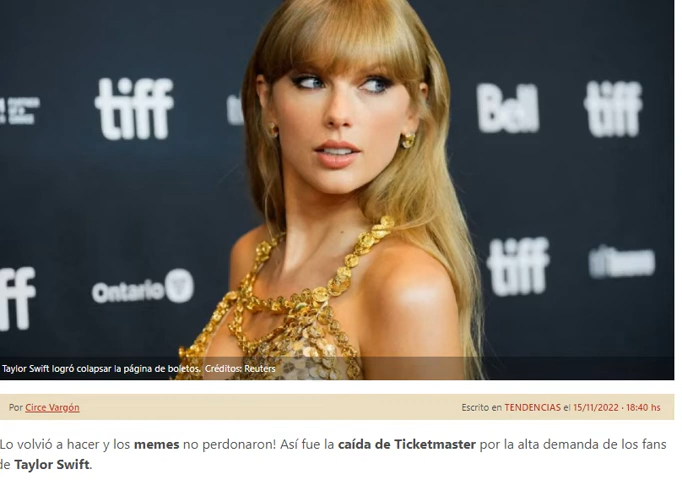 tiff
Bell
tiff
tiff
Ontario
ff
Taylor Swift logró colapsar la página de boletos. Créditos: Reuters
Por Circe Vargón
Escrito en TENDENCIAS el 15/11/2022 · 18:40 hs
Lo volvió a hacer y los memes no perdonaron! Así fue la caída de Ticketmaster por la alta demanda de los fans
de Taylor Swift.